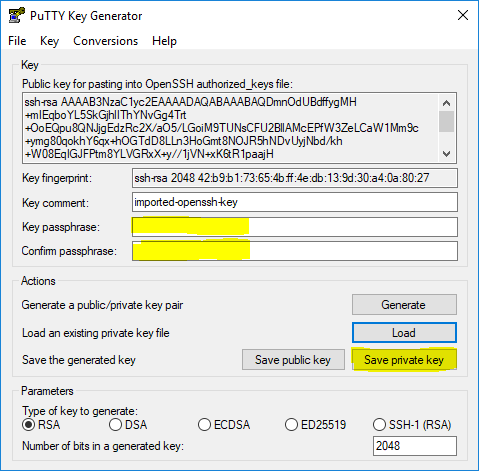 PuTTY Key Generator
File Key Conversions Help
Key
Public key for pasting into OpenSSH authorized_keys file:
ssh-rsa AAAAB3NzaC1yc2EAAAADAQABAAABAQDmnOdUBdffygMH
+mIEqboYL5SkGjhIlThYNvGg4Trt
+OoEQpu8QNJjgEdzRc2X/aO5/LGoiM9TUNsCFU2BIlAMcEPfW3ZeLCaW1Mm9c
+ymg80qokhY6qx+hOGTdD8LLn3HoGmt8NOJR5hNDvUyjNbd/kh
+W08EqIGJFPtm8YLVGRxX+y//1jVN+xK6tR1paajH
Key fingerprint: ssh-rsa 2048 42:b9:b1:73:65:4b:ff:4e:db:13:9d:30:a4:0a:80:27
Key comment: imported-openssh-key
Key passphrase:
Confirm passphrase:
Actions
Generate a public/private key pair Generate
Load an existing private key file Load
Save the generated key Save public key Save private key
Parameters
Type of key to generate:
RSA DSA ECDSA ED25519 SSH-1 (RSA)
Number of bits in a generated key: 2048